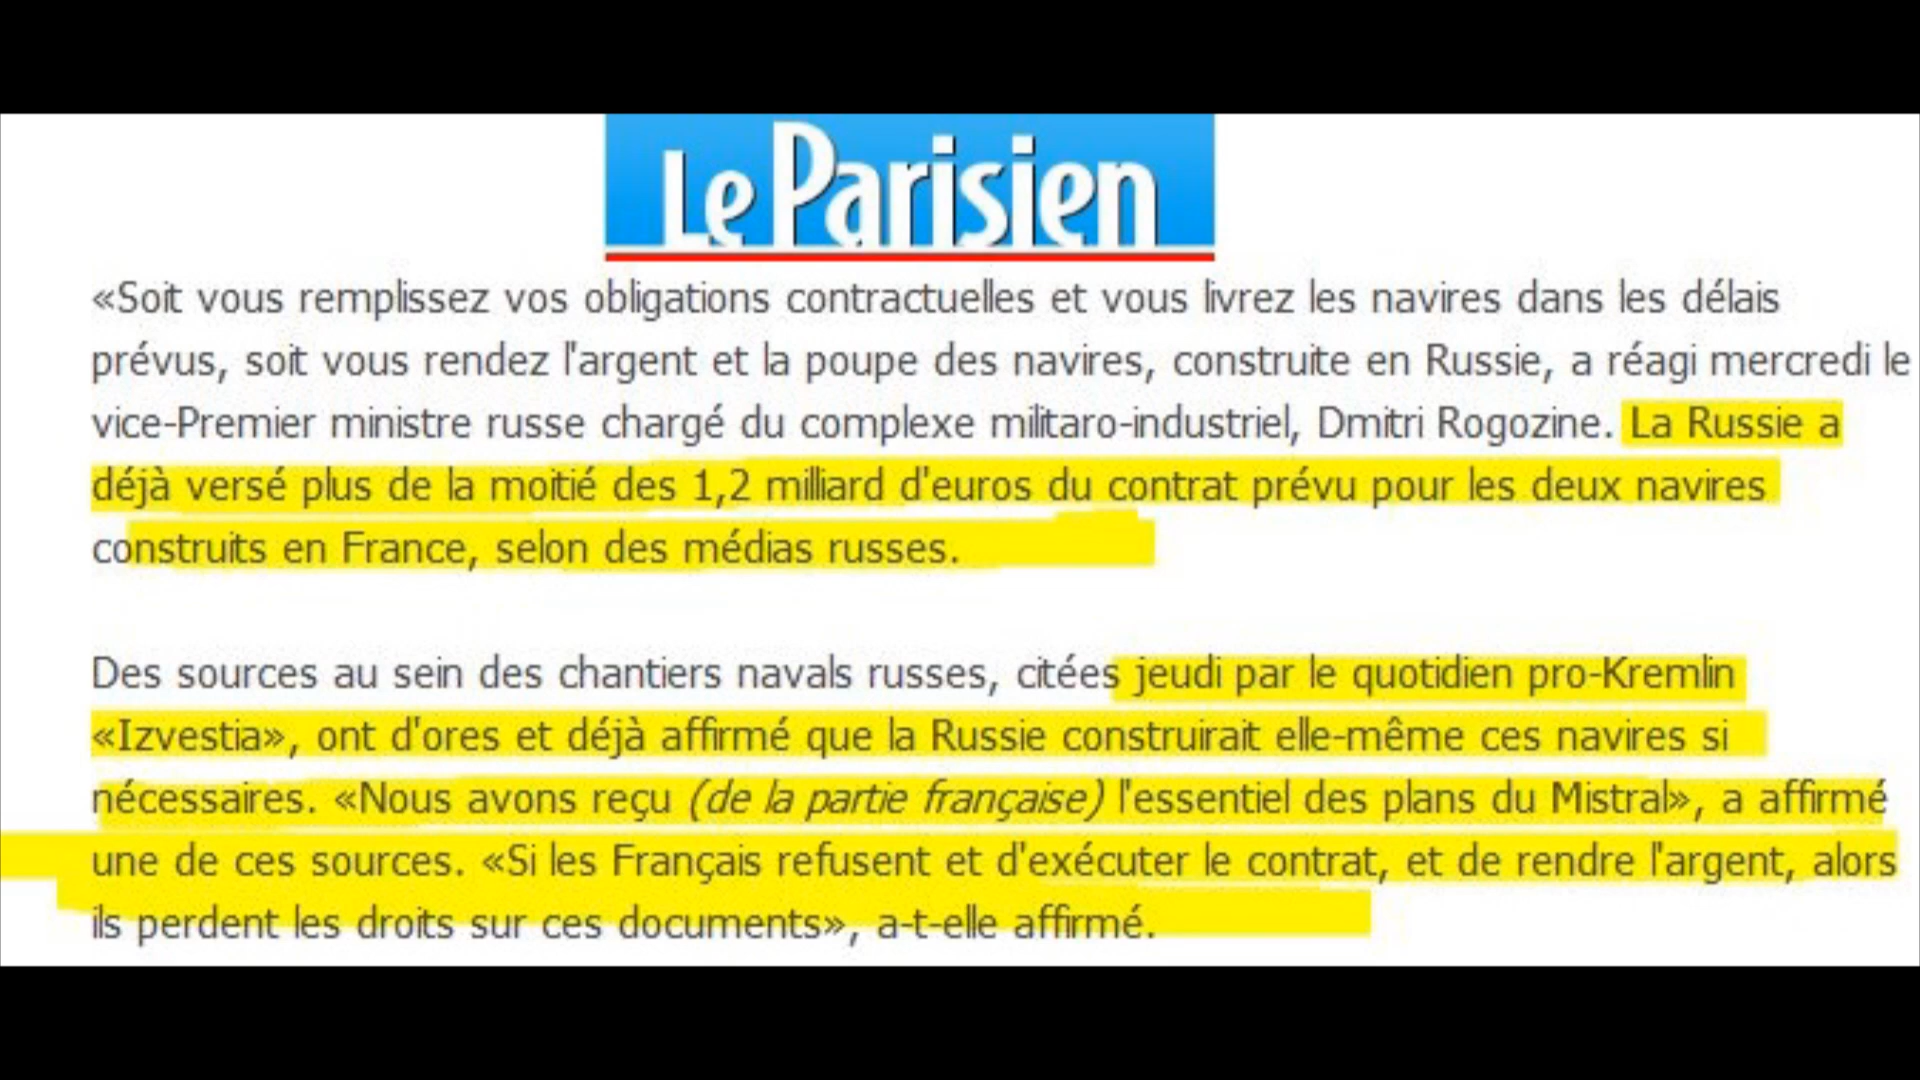 Le Parisien
«Soit vous remplissez vos obligations contractuelles et vous livrez les navires dans les délais
prévus, soit vous rendez l'argent et la poupe des navires, construite en Russie, a réagi mercredi le
vice-Premier ministre russe chargé du complexe militaro-industriel, Dmitri Rogozine. La Russie a
déjà versé plus de la moitié des 1,2 milliard d'euros du contrat prévu pour les deux navires
construits en France, selon des médias russes.
Des sources au sein des chantiers navals russes, citées jeudi par le quotidien pro-Kremlin
«Izvestia», ont d'ores et déjà affirmé que la Russie construirait elle-même ces navires si
nécessaires. «Nous avons reçu (de la partie française) l'essentiel des plans du Mistral», a affirmé
une de ces sources. «Si les Français refusent et d'exécuter le contrat, et de rendre l'argent, alors
ils perdent les droits sur ces documents», a-t-elle affirmé.